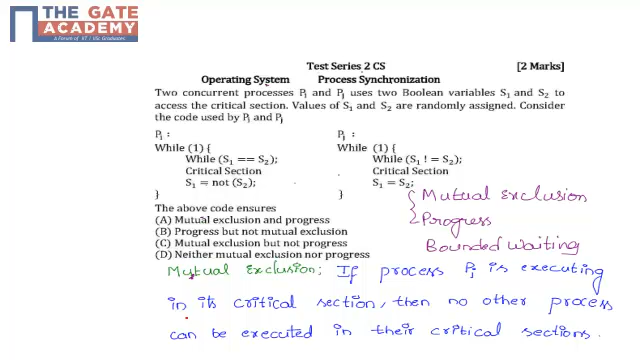 THE GATE
ACADEMY
A Forum of IIT / IISc Graduates
Test Series 2 CS [2 Marks]
Operating System Process Synchronization
Two concurrent processes Pi and Pj uses two Boolean variables S1 and S2 to
access the critical section. Values of S1 and S2 are randomly assigned. Consider
the code used by Pi and Pj
Pi :
While (1) {
While (S1 == S2);
Critical Section
S1 = not (S2);
}
Pj :
While (1) {
While (S1 ! = S2);
Critical Section
S1 = S2;
}
Mutual Exclusion
Progress
Bounded Waiting
The above code ensures
(A) Mutual exclusion and progress
(B) Progress but not mutual exclusion
(C) Mutual exclusion but not progress
(D) Neither mutual exclusion nor progress
Mutual Exclusion: If process Pi is executing
in its critical section, then no other process
can be executed in their critical sections.